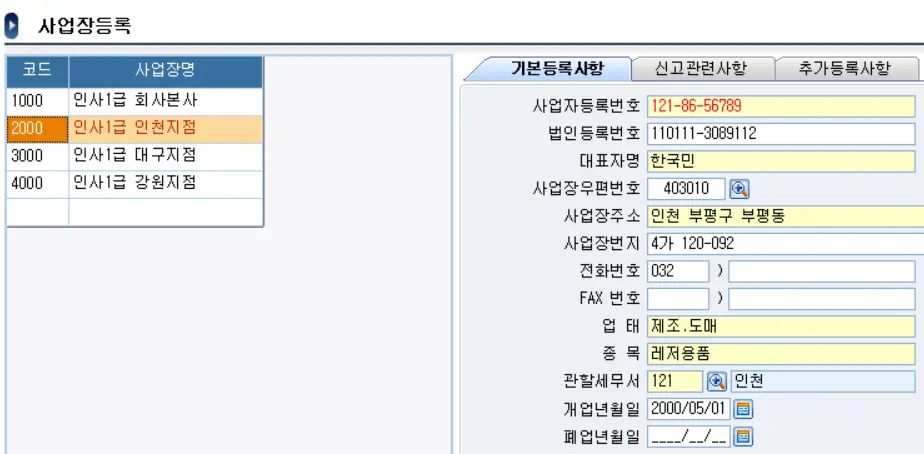 사업장등록
코드 사업장명
1000 인사1급 회사본사
2000 인사1급 인천지점
3000 인사1급 대구지점
4000 인사1급 강원지점
기본등록사항 신고관련사항 추가등록사항
사업자등록번호 121-86-56789
법인등록번호 110111-3089112
대표자명 한국민
사업장우편번호 403010
사업장주소 인천 부평구 부평동
사업장번지 4가 120-092
전화번호 032 )
FAX 번호 )
업 태 제조.도매
종 목 레저용품
관할세무서 121 인천
개업년월일 2000/05/01
폐업년월일 ____/__/__